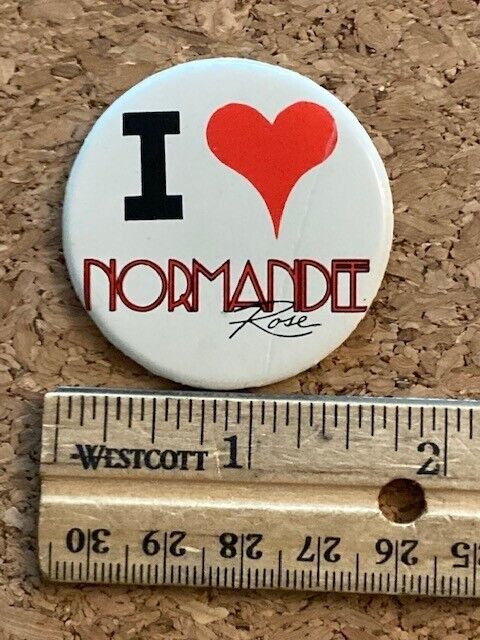 I
NORMANDEE
Rose
WESTCOTT 1 2
30 29 28 27 26 25